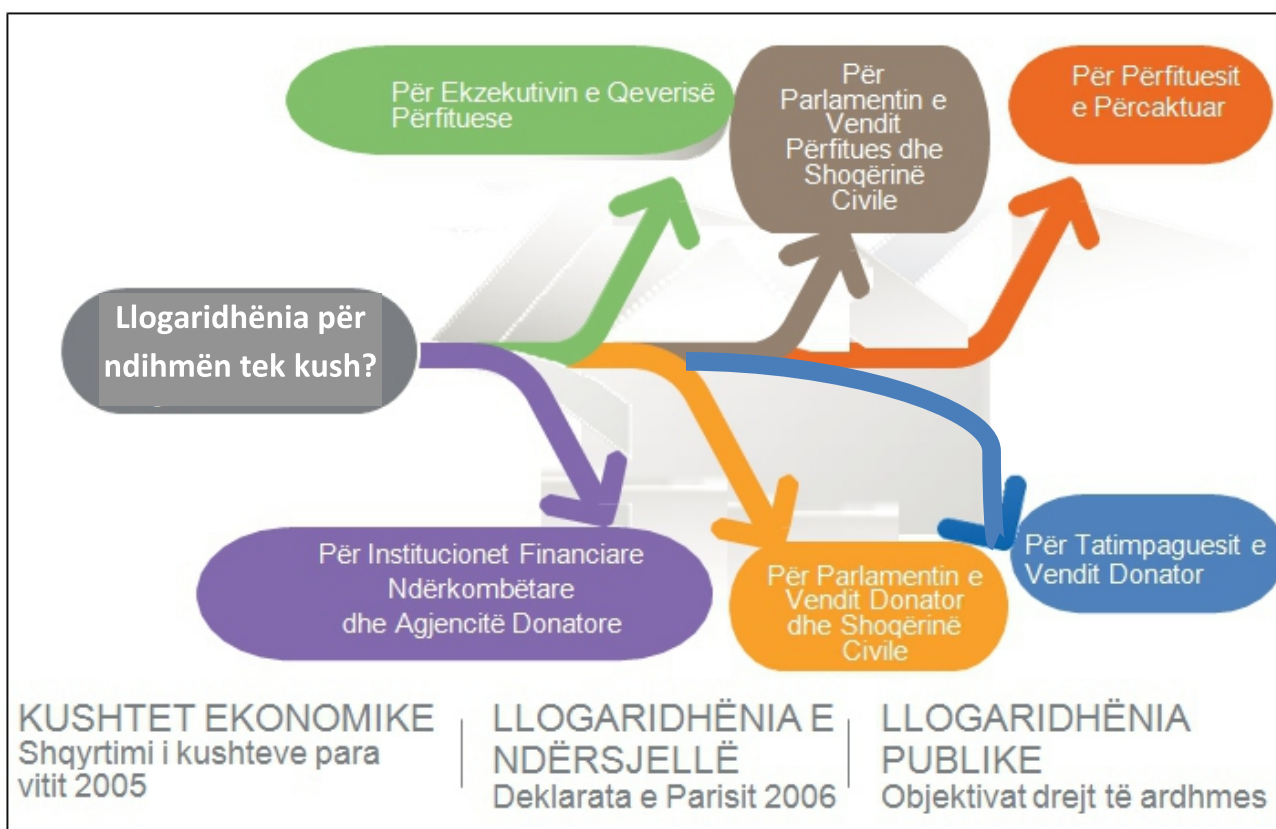 Për Ekzekutivin e Qeverisë
Përfituese
Për
Parlamentin e
Vendit
Përfitues dhe
Shoqërinë
Civile
Për Përfituesit
e Përcaktuar
Llogaridhënia për
ndihmën tek kush?
Për Institucionet Financiare
Ndërkombëtare
dhe Agjencitë Donatore
Për Parlamentin e
Vendit Donator
dhe Shoqërinë
Civile
Për Tatimpaguesit e
Vendit Donator
KUSHTET EKONOMIKE
Shqyrtimi i kushteve para
vitit 2005
LLOGARIDHËNIA E
NDËRSJELLË
Deklarata e Parisit 2006
LLOGARIDHËNIA
PUBLIKE
Objektivat drejt të ardhmes